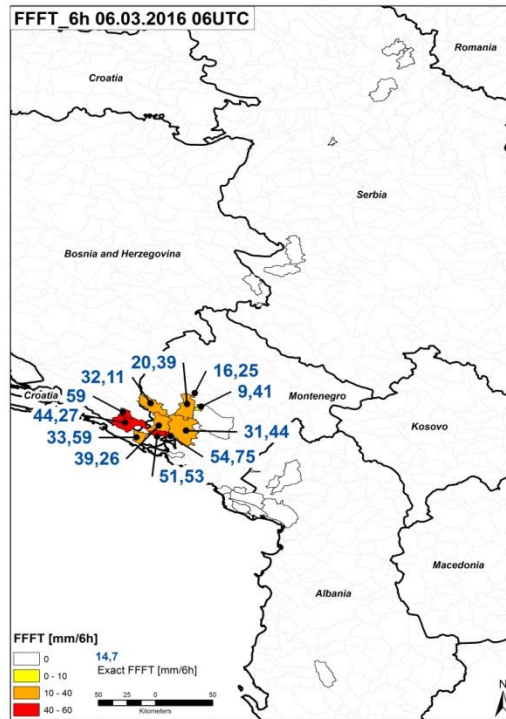 FFFT_6h 06.03.2016 06UTC
Romania
Croatia
Serbia
Bosnia and Herzegovina
20,39
16,25
32,11
9,41
Croatia
59
Montenegro
44,27
Kosovo
31,44
33,59
54,75
39,26
51,53
Macedonia
Albania
FFFT [mm/6h]
0
0 - 10
10 - 40
40 - 60
14,7
Exact FFFT [mm/6h]
50 25 0 50
Kilometers
N